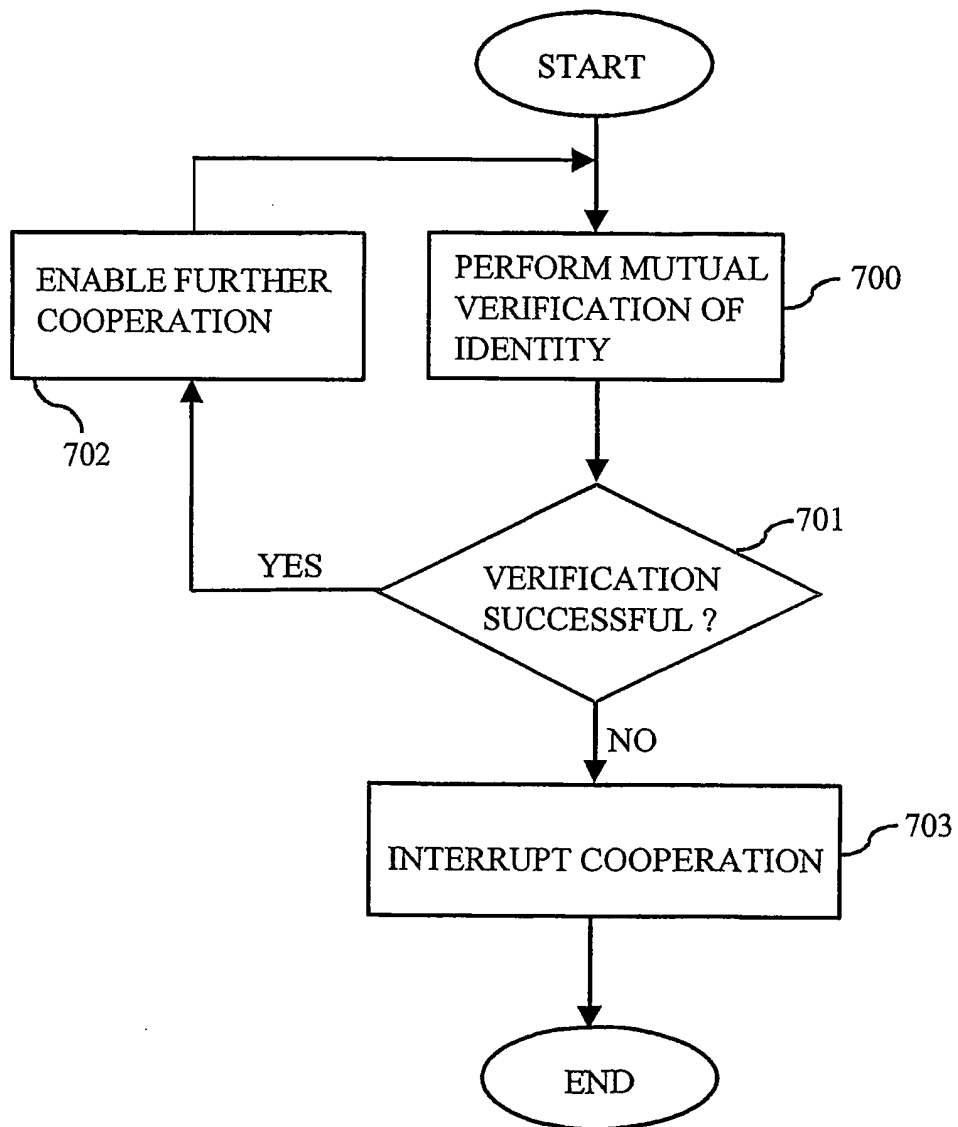 START
ENABLE FURTHER
COOPERATION
702
PERFORM MUTUAL
VERIFICATION OF
IDENTITY
700
VERIFICATION
SUCCESSFUL ?
701
YES
NO
INTERRUPT COOPERATION
703
END